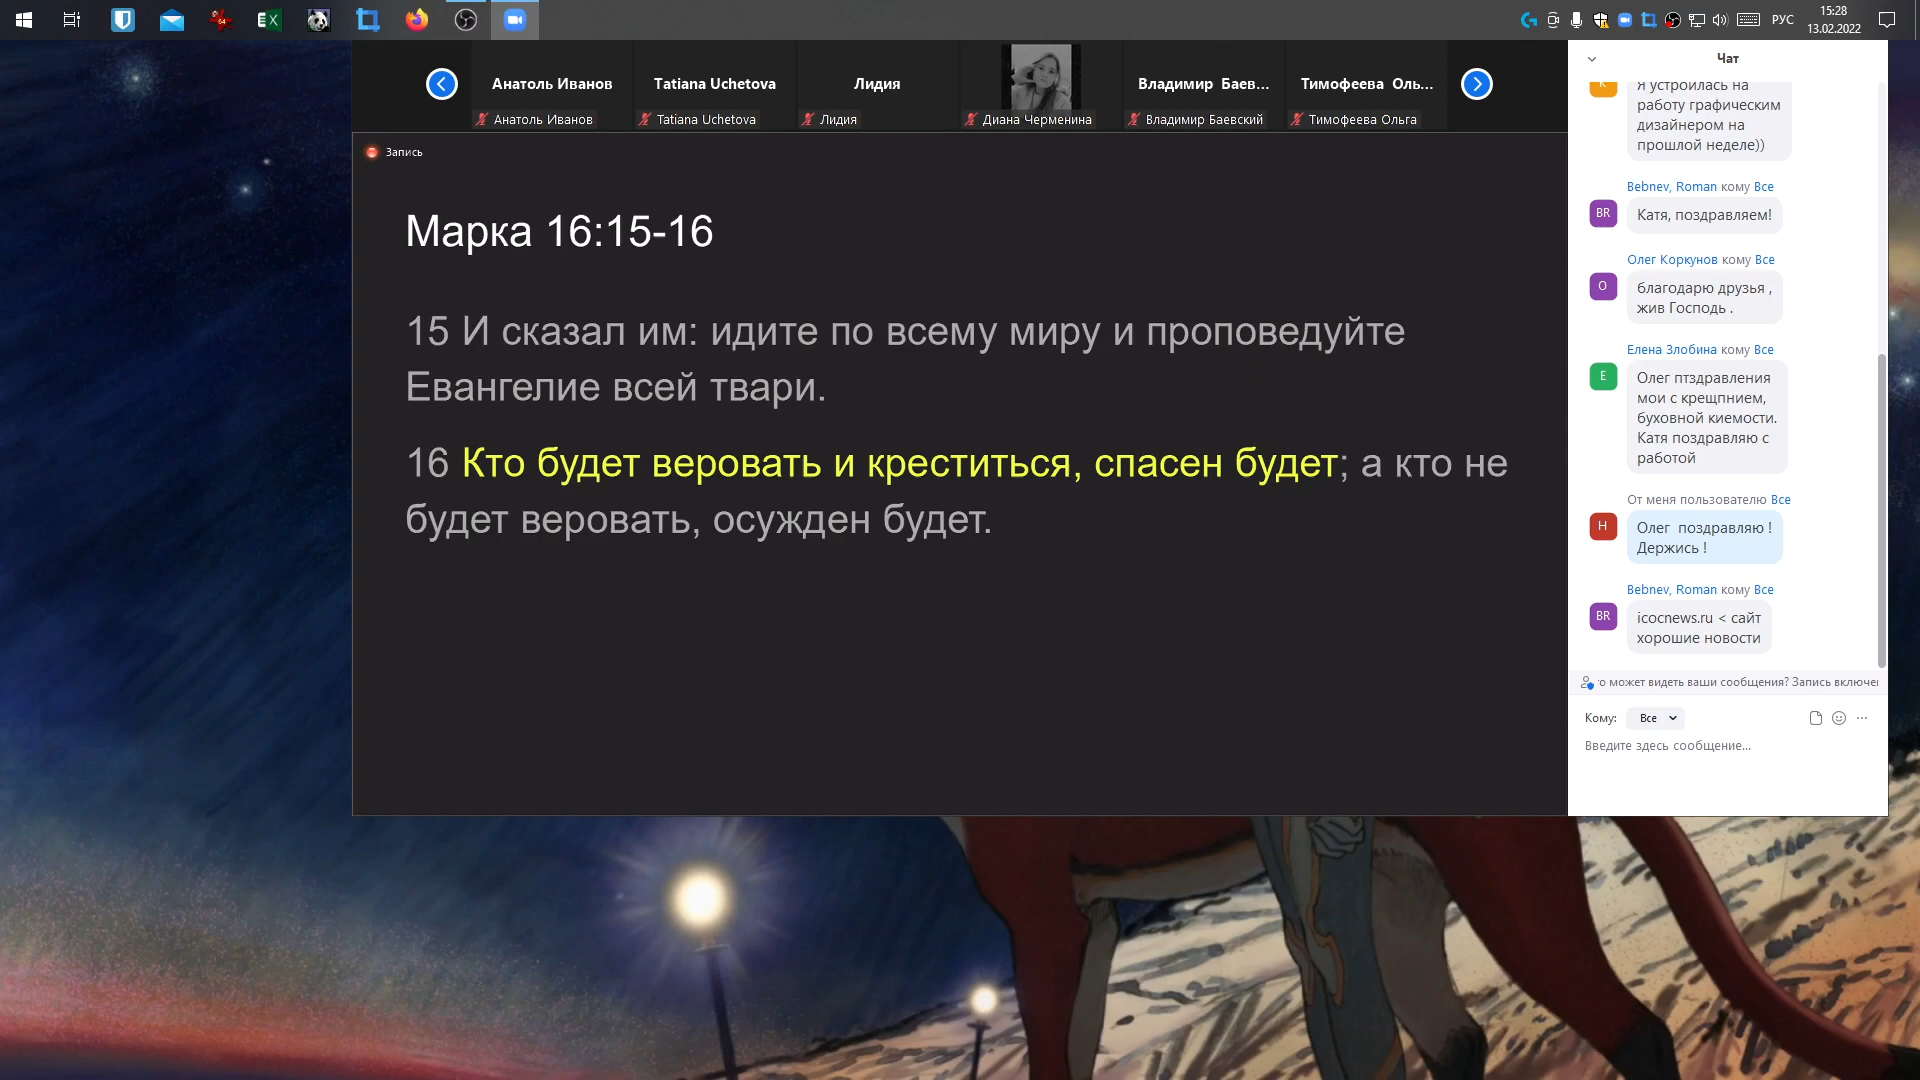 РУС
15:28
13.02.2022
Анатоль Иванов
Tatiana Uchetova
Лидия
Владимир Баев...
Тимофеева Оль...
Анатоль Иванов
Tatiana Uchetova
Лидия
Диана Черменина
Владимир Баевский
Тимофеева Ольга
Запись
Марка 16:15-16
15 И сказал им: идите по всему миру и проповедуйте
Евангелие всей твари.
16 Кто будет веровать и креститься, спасен будет; а кто не
будет веровать, осужден будет.
Чат
К
Я устроилась на
работу графическим
дизайнером на
прошлой неделе))
Bebnev, Roman кому Все
BR
Катя, поздравляем!
Олег Коркунов кому Все
О
благодарю друзья ,
жив Господь .
Елена Злобина кому Все
Е
Олег птздравления
мои с крещпнием,
буховной киемости.
Катя поздравляю с
работой
От меня пользователю Все
Н
Олег поздравляю !
Держись !
Bebnev, Roman кому Все
BR
icocnews.ru < сайт
хорошие новости
о может видеть ваши сообщения? Запись включе
Кому: Все
Введите здесь сообщение...